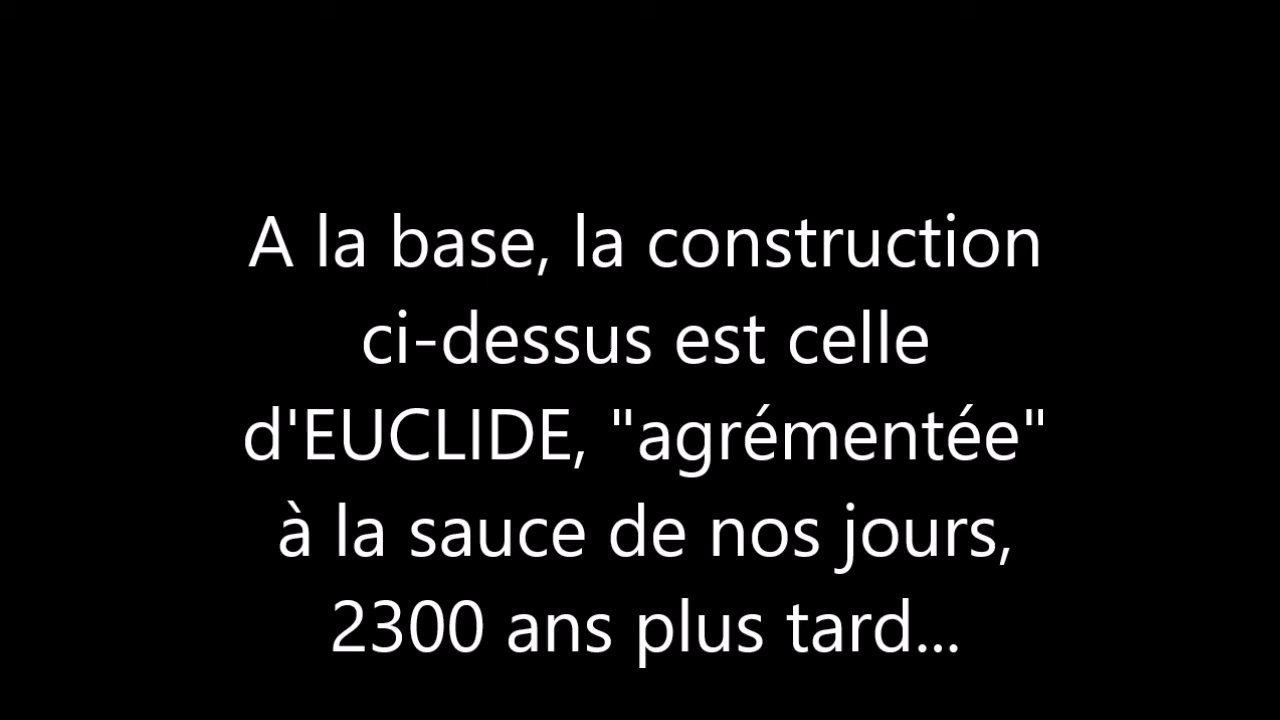 A la base, la construction
ci-dessus est celle
d'EUCLIDE, "agrémentée"
à la sauce de nos jours,
2300 ans plus tard...